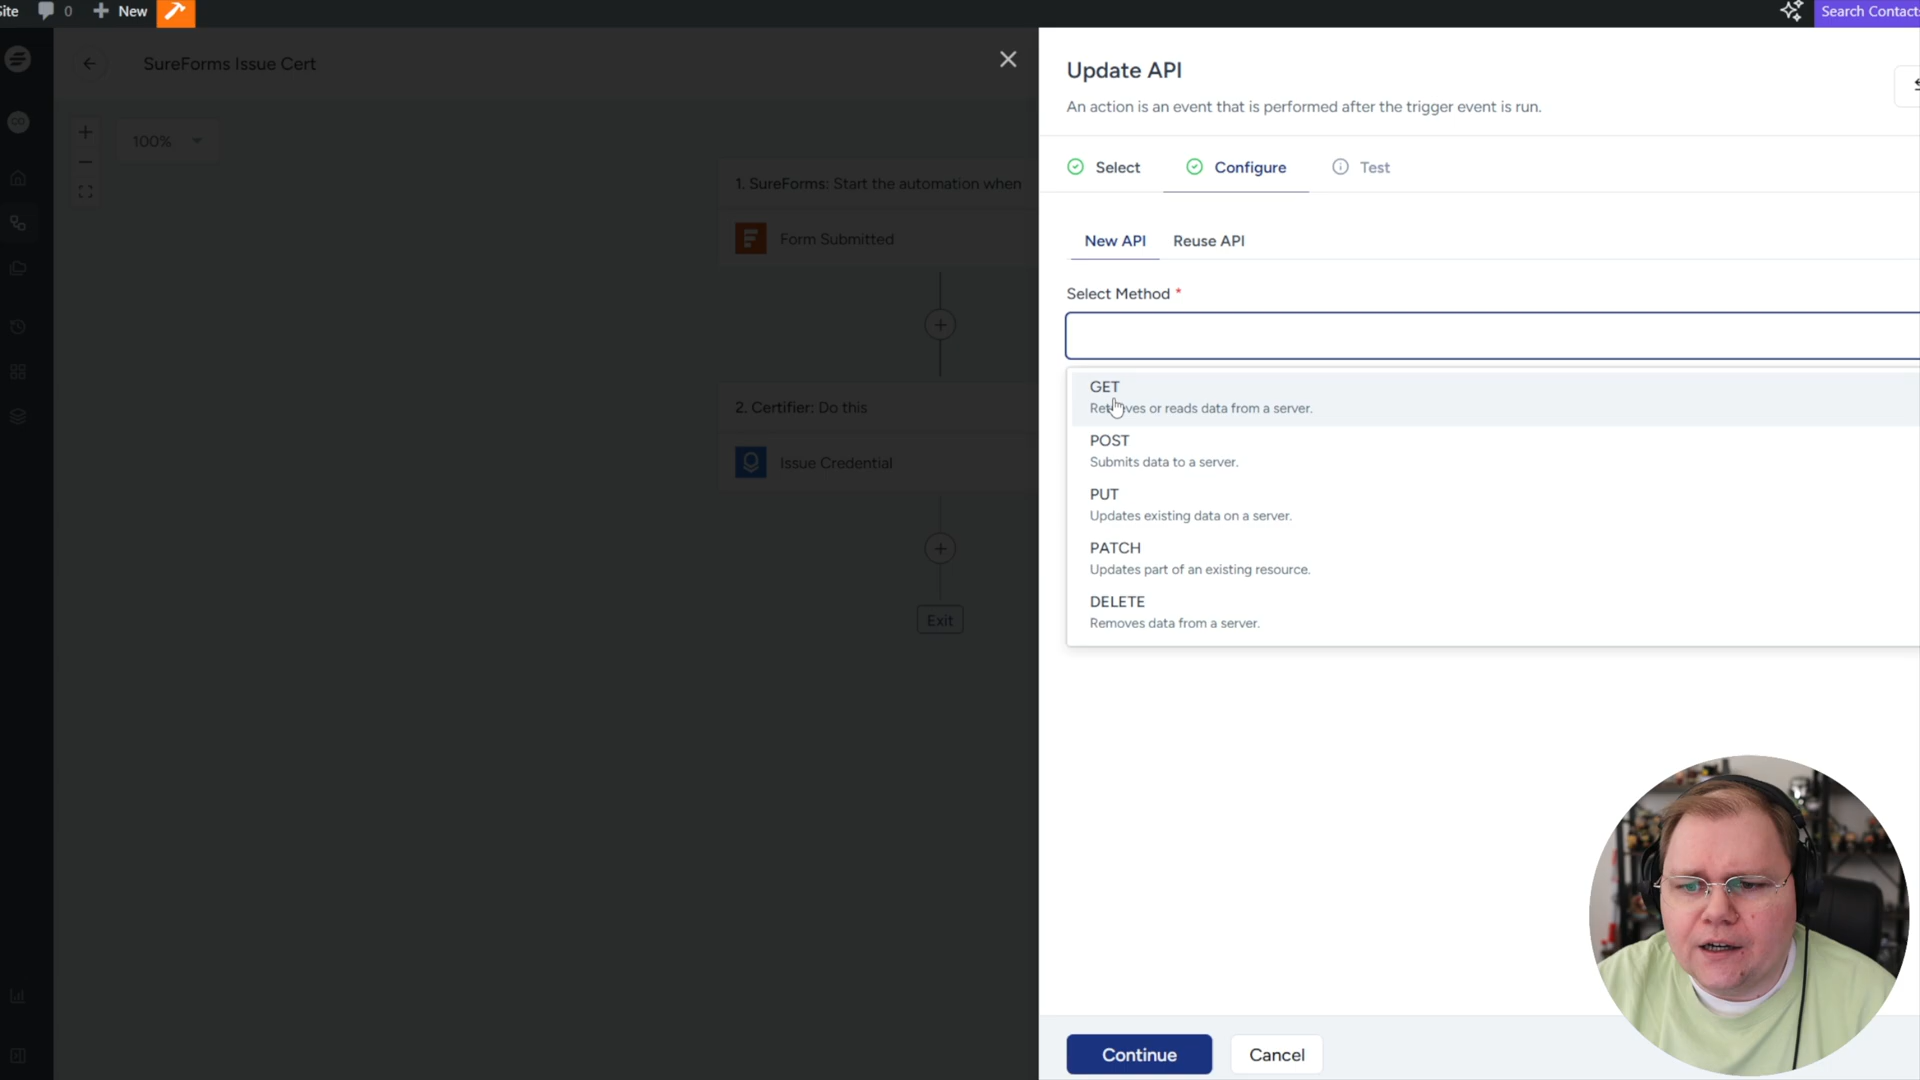 Site
0
New
Search Contacts
SureForms Issue Cert
100%
1. SureForms: Start the automation when
Form Submitted
2. Certifier: Do this
Issue Credential
Exit
Update API
An action is an event that is performed after the trigger event is run.
Select
Configure
Test
New API
Reuse API
Select Method *
GET
Retrieves or reads data from a server.
POST
Submits data to a server.
PUT
Updates existing data on a server.
PATCH
Updates part of an existing resource.
DELETE
Removes data from a server.
Continue
Cancel